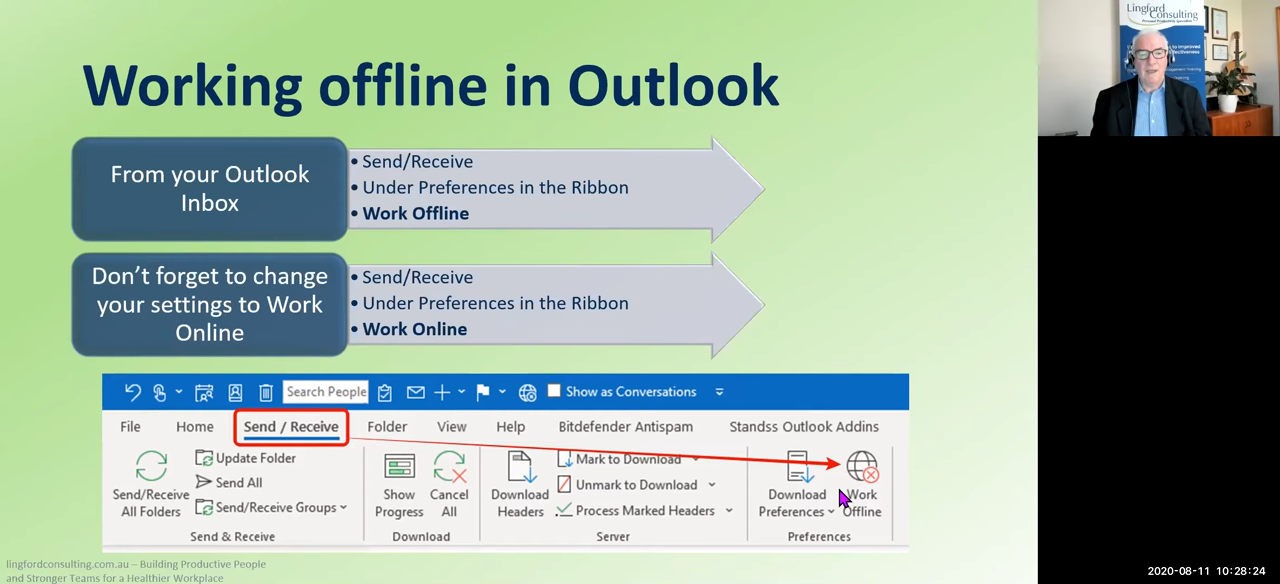 Working offline in Outlook
From your Outlook
Inbox
• Send/Receive
• Under Preferences in the Ribbon
• Work Offline
Don't forget to change
your settings to Work
Online
• Send/Receive
• Under Preferences in the Ribbon
• Work Online
Search People
Show as Conversations
File Home Send / Receive Folder View Help Bitdefender Antispam Standss Outlook Addins
Send/Receive
All Folders
Update Folder
Send All
Send/Receive Groups
Send & Receive
Show
Progress
Cancel
All
Download
Download
Headers
Mark to Download
Unmark to Download
Process Marked Headers
Server
Download
Preferences
Work
Offline
Preferences
lingfordconsulting.com.au – Building Productive People
and Stronger Teams for a Healthier Workplace
Lingford
Consulting
2020-08-11 10:28:24